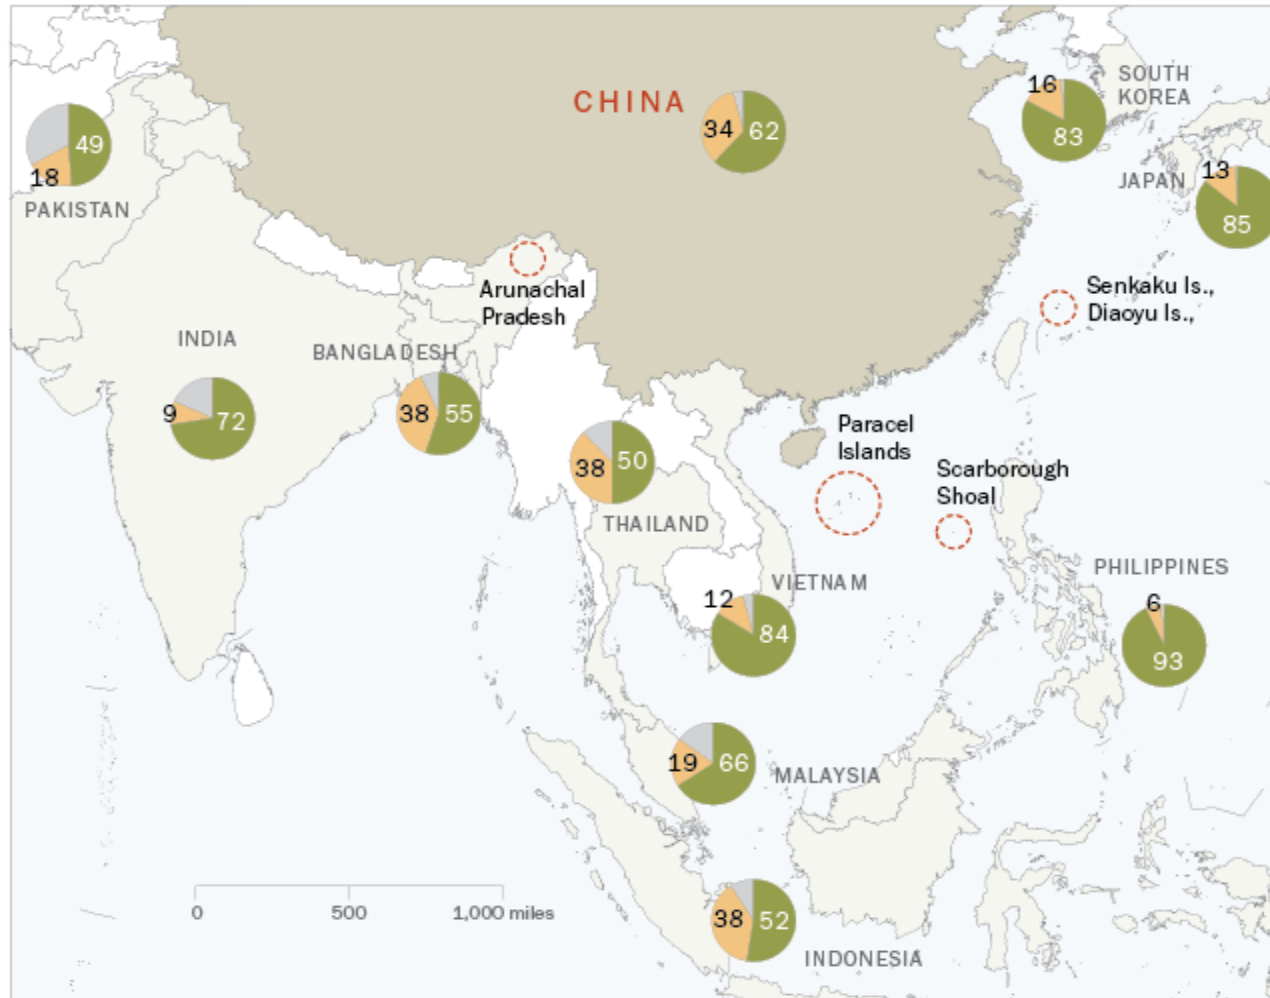 CHINA
34
62
16
83
SOUTH
KOREA
49
18
PAKISTAN
JAPAN
13
85
Arunachal
Pradesh
Senkaku Is.,
Diaoyu Is.,
INDIA
9
72
BANGLADESH
38
55
38
50
THAILAND
Paracel
Islands
Scarborough
Shoal
PHILIPPINES
6
93
VIETNAM
12
84
19
66
MALAYSIA
0
500
1,000 miles
38
52
INDONESIA